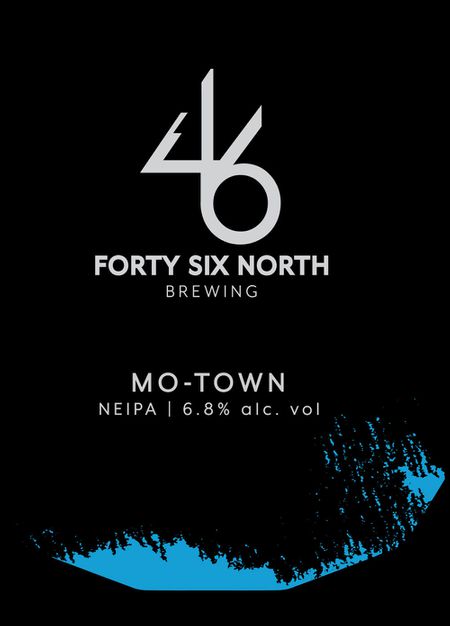 46
FORTY SIX NORTH
BREWING
MO-TOWN
NEIPA | 6.8% alc. vol